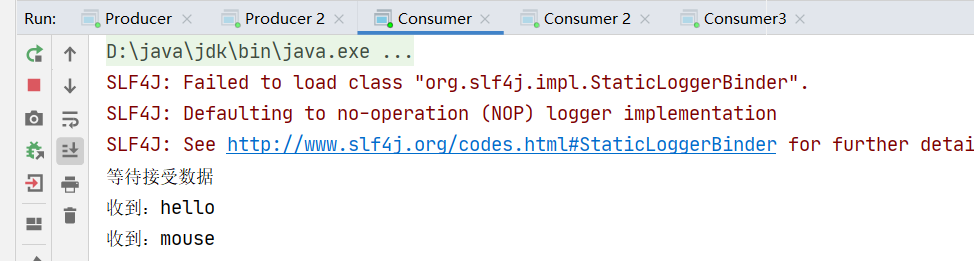 Run: Producer Producer 2 Consumer Consumer 2 Consumer3
D:\java\jdk\bin\java.exe ...
SLF4J: Failed to load class "org.slf4j.impl.StaticLoggerBinder".
SLF4J: Defaulting to no-operation (NOP) logger implementation
SLF4J: See http://www.slf4j.org/codes.html#StaticLoggerBinder for further detai
等待接受数据
收到：hello
收到：mouse